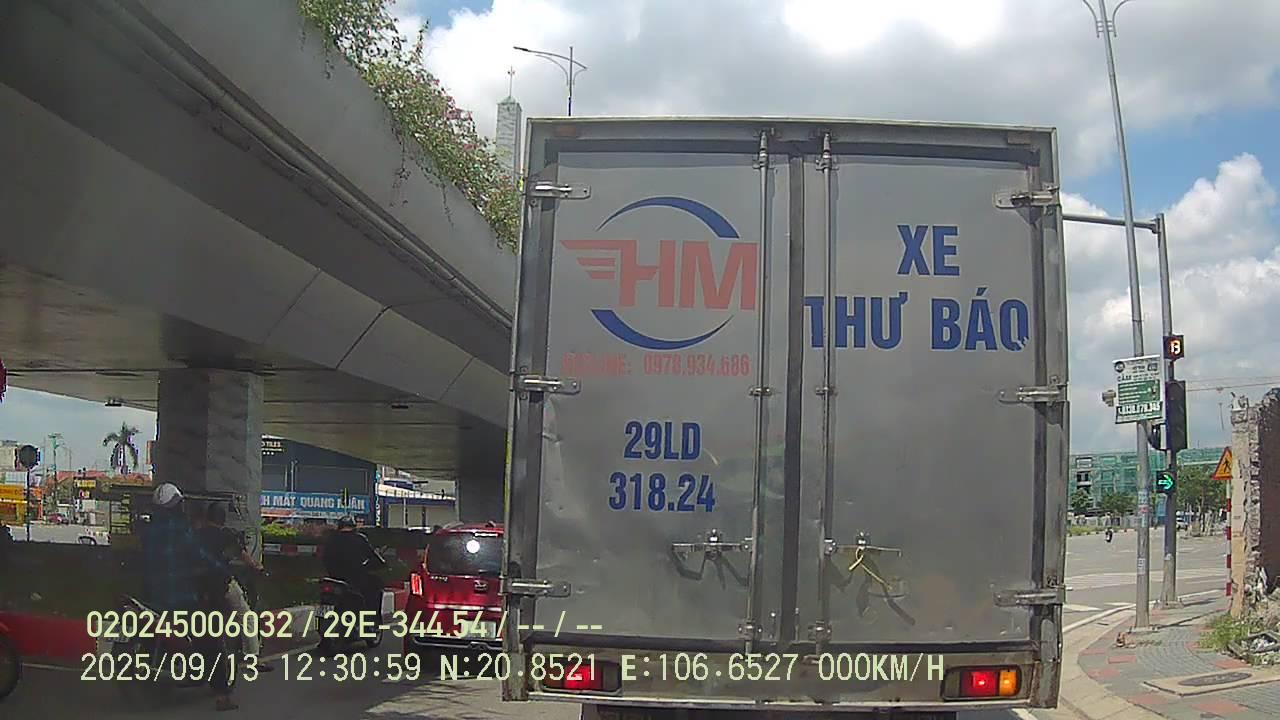 HM
HOTLINE: 0978.934.686
29LD
318.24
XE
THƯ BÁO
MẮT QUANG
020245006032 / 29E-344.54 / -- / --
2025/09/13 12:30:59 N:20.8521 E:106.6527 000KM/H